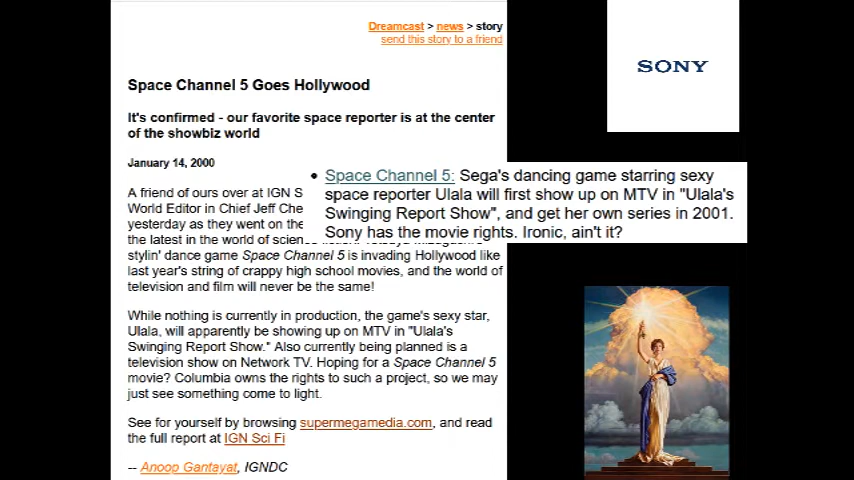 Dreamcast > news > story
send this story to a friend
Space Channel 5 Goes Hollywood
It's confirmed - our favorite space reporter is at the center
of the showbiz world
January 14, 2000
A friend of ours over at IGN S
World Editor in Chief Jeff Che
yesterday as they went on the
the latest in the world of science
stylin' dance game Space Channel 5 is invading Hollywood like
last year's string of crappy high school movies, and the world of
television and film will never be the same!
While nothing is currently in production, the game's sexy star,
Ulala, will apparently be showing up on MTV in "Ulala's
Swinging Report Show." Also currently being planned is a
television show on Network TV. Hoping for a Space Channel 5
movie? Columbia owns the rights to such a project, so we may
just see something come to light.
See for yourself by browsing supermegamedia.com, and read
the full report at IGN Sci Fi
-- Anoop Gantayat, IGNDC
SONY
• Space Channel 5: Sega's dancing game starring sexy
space reporter Ulala will first show up on MTV in "Ulala's
Swinging Report Show", and get her own series in 2001.
Sony has the movie rights. Ironic, ain't it?